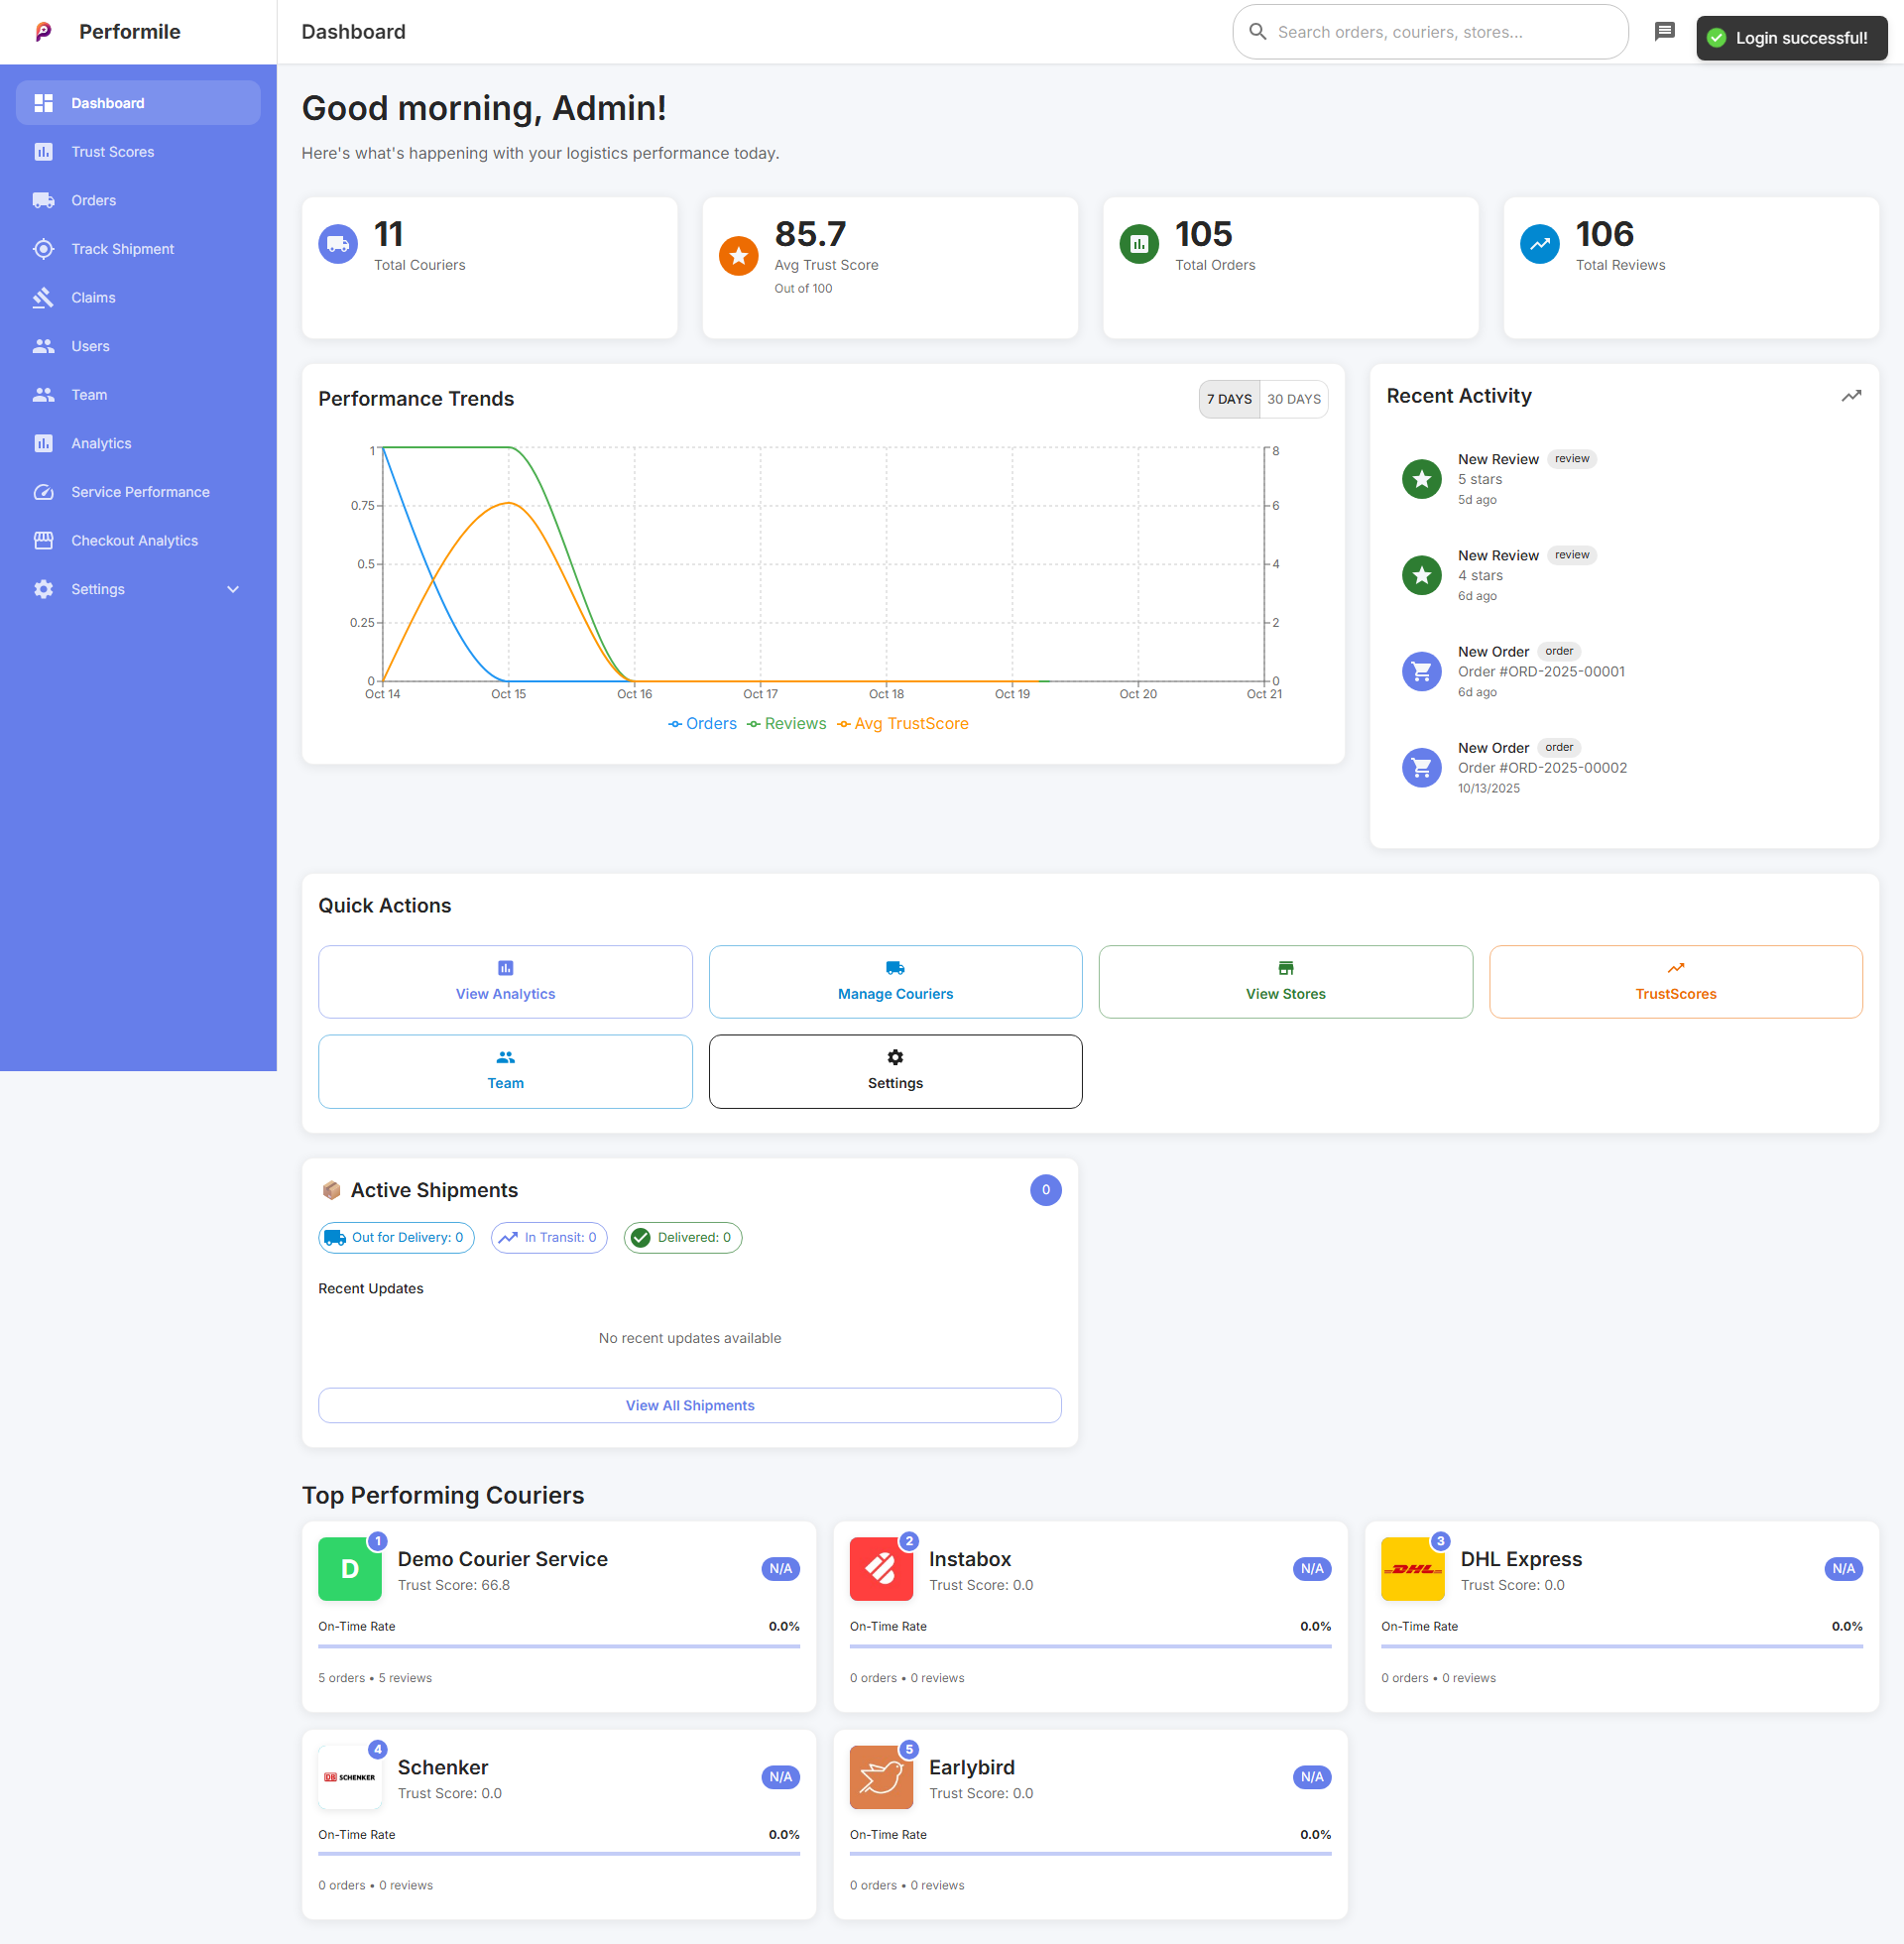 Performile
Dashboard
Search orders, couriers, stores...
Login successful!
Dashboard
Trust Scores
Orders
Track Shipment
Claims
Users
Team
Analytics
Service Performance
Checkout Analytics
Settings
Good morning, Admin!
Here's what's happening with your logistics performance today.
11
Total Couriers
85.7
Avg Trust Score
Out of 100
105
Total Orders
106
Total Reviews
Performance Trends
7 DAYS 30 DAYS
1
0.75
0.5
0.25
0
8
6
4
2
0
Oct 14 Oct 15 Oct 16 Oct 17 Oct 18 Oct 19 Oct 20 Oct 21
Orders Reviews Avg TrustScore
Recent Activity
New Review review
5 stars
5d ago
New Review review
4 stars
6d ago
New Order order
Order #ORD-2025-00001
6d ago
New Order order
Order #ORD-2025-00002
10/13/2025
Quick Actions
View Analytics
Manage Couriers
View Stores
TrustScores
Team
Settings
Active Shipments
0
Out for Delivery: 0
In Transit: 0
Delivered: 0
Recent Updates
No recent updates available
View All Shipments
Top Performing Couriers
D
1
Demo Courier Service
Trust Score: 66.8
N/A
On-Time Rate 0.0%
5 orders • 5 reviews
2
Instabox
Trust Score: 0.0
N/A
On-Time Rate 0.0%
0 orders • 0 reviews
DHL
3
DHL Express
Trust Score: 0.0
N/A
On-Time Rate 0.0%
0 orders • 0 reviews
DB SCHENKER
4
Schenker
Trust Score: 0.0
N/A
On-Time Rate 0.0%
0 orders • 0 reviews
5
Earlybird
Trust Score: 0.0
N/A
On-Time Rate 0.0%
0 orders • 0 reviews